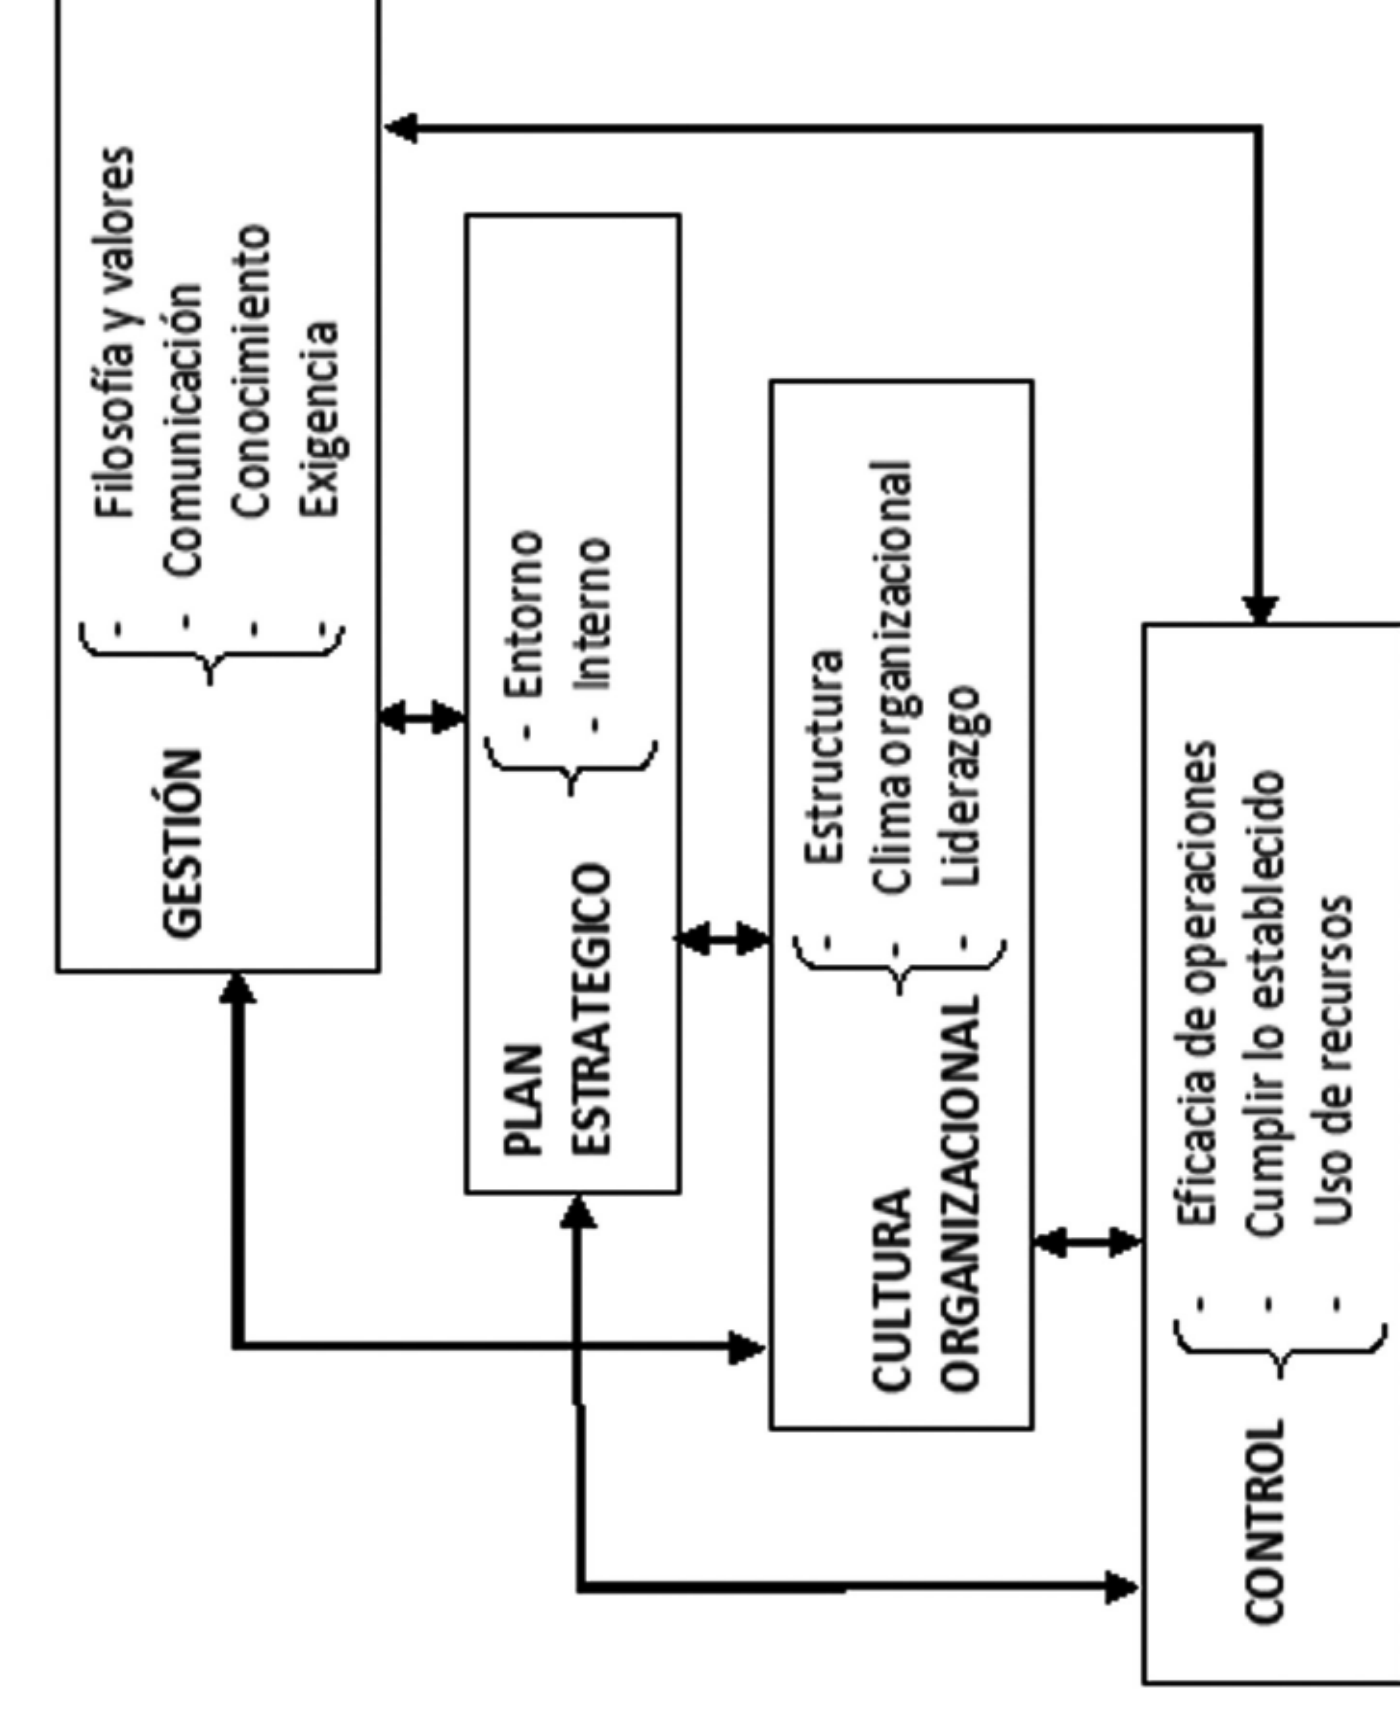 GESTIÓN
- Filosofía y valores
- Comunicación
- Conocimiento
- Exigencia
PLAN
ESTRATEGICO
- Entorno
- Interno
CULTURA
ORGANIZACIONAL
- Estructura
- Clima organizacional
- Liderazgo
CONTROL
- Eficacia de operaciones
- Cumplir lo establecido
- Uso de recursos